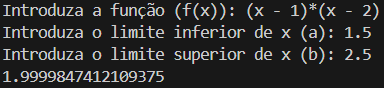 Introduza a função (f(x)): (x - 1)*(x - 2)
Introduza o limite inferior de x (a): 1.5
Introduza o limite superior de x (b): 2.5
1.9999847412109375